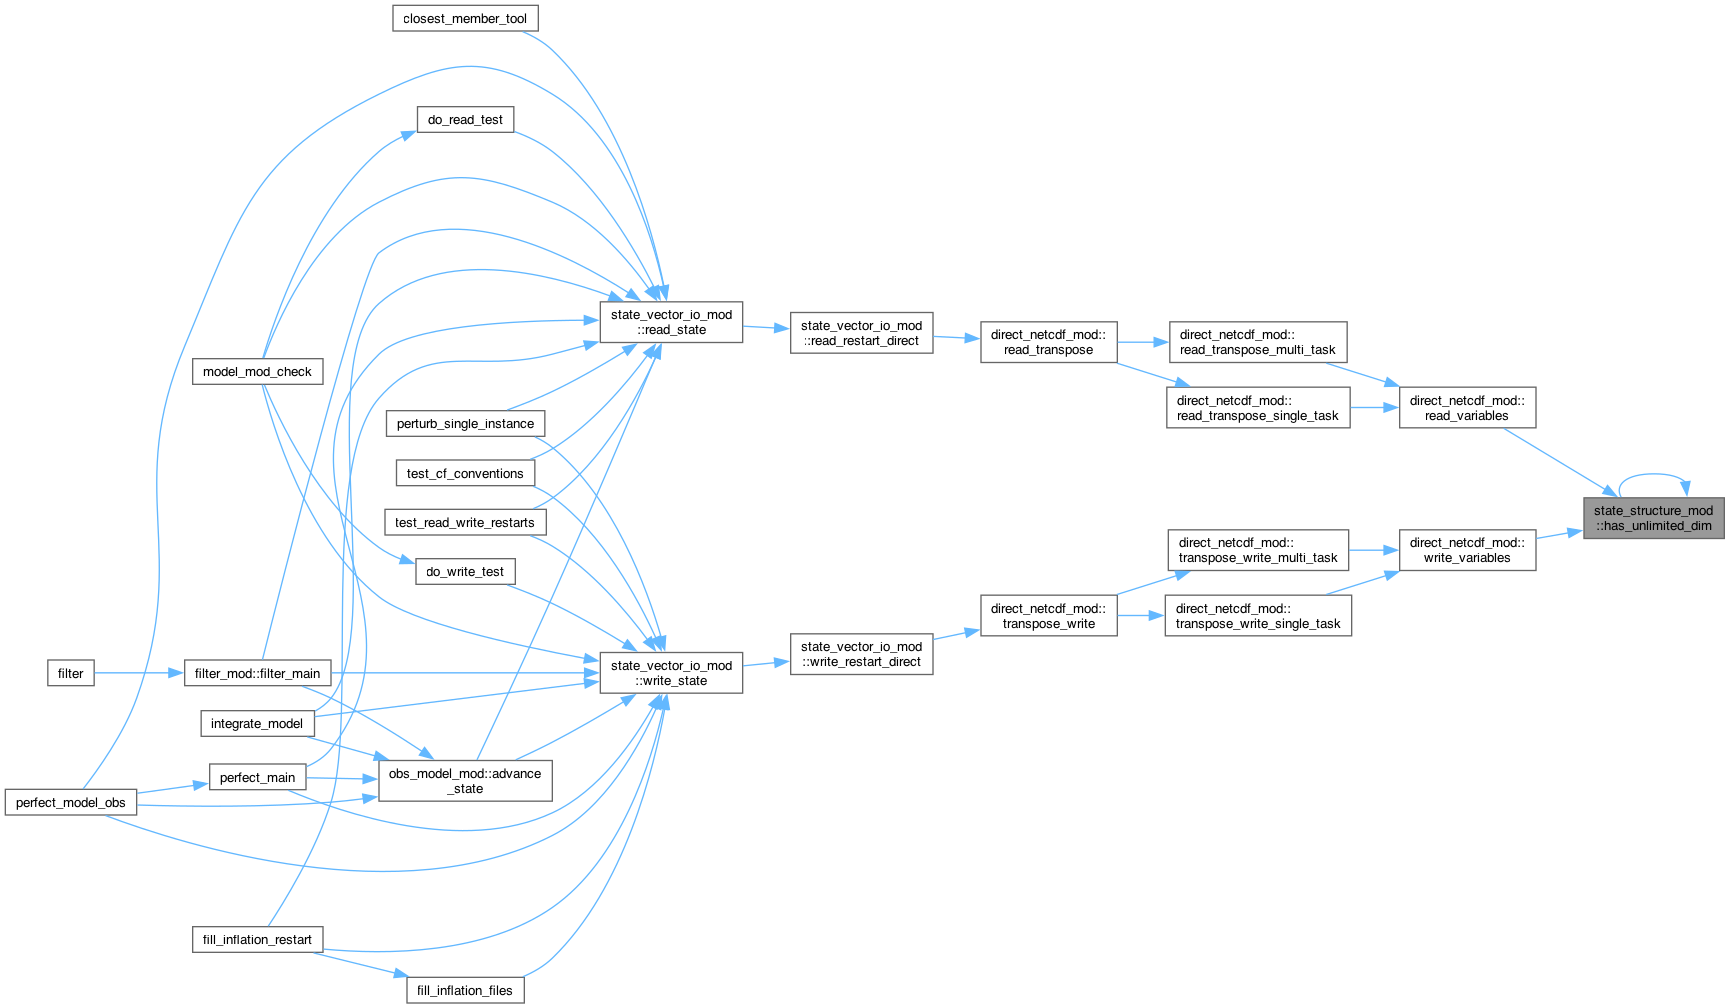 closest_member_tool
do_read_test
model_mod_check
state_vector_io_mod
::read_state
state_vector_io_mod
::read_restart_direct
direct_netcdf_mod::
read_transpose
direct_netcdf_mod::
read_transpose_multi_task
direct_netcdf_mod::
read_transpose_single_task
direct_netcdf_mod::
read_variables
perturb_single_instance
test_cf_conventions
test_read_write_restarts
do_write_test
state_structure_mod
::has_unlimited_dim
direct_netcdf_mod::
transpose_write_multi_task
direct_netcdf_mod::
write_variables
direct_netcdf_mod::
transpose_write
direct_netcdf_mod::
transpose_write_single_task
state_vector_io_mod
::write_restart_direct
state_vector_io_mod
::write_state
filter
filter_mod::filter_main
integrate_model
perfect_main
perfect_model_obs
obs_model_mod::advance
_state
fill_inflation_restart
fill_inflation_files